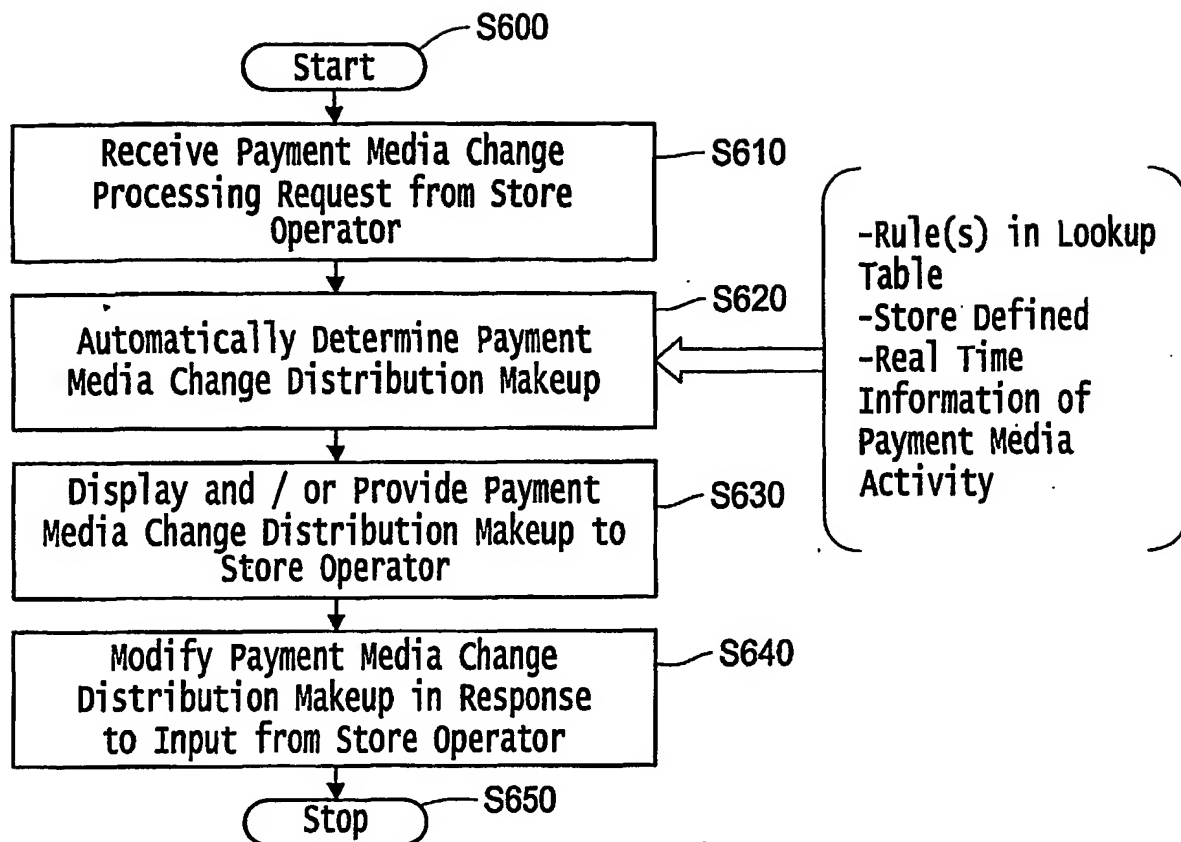 S600
Start
Receive Payment Media Change
Processing Request from Store
Operator
S610
Automatically Determine Payment
Media Change Distribution Makeup
S620
-Rule(s) in Lookup
Table
-Store Defined
-Real Time
Information of
Payment Media
Activity
Display and / or Provide Payment
Media Change Distribution Makeup to
Store Operator
S630
Modify Payment Media Change
Distribution Makeup in Response
to Input from Store Operator
S640
Stop
S650